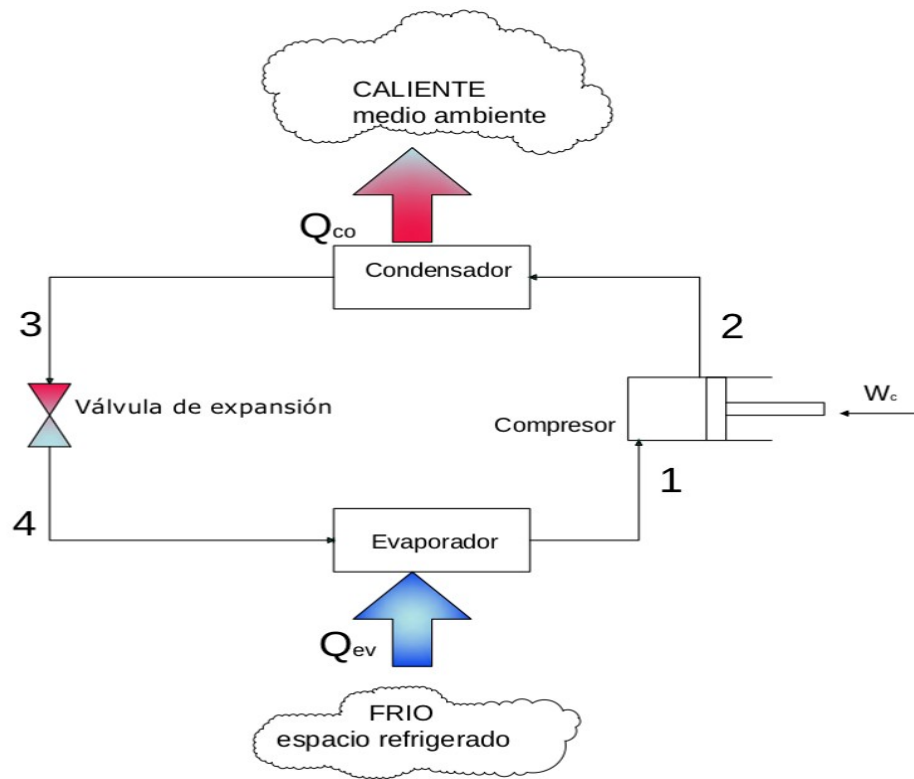 CALIENTE
medio ambiente
Qco
Condensador
3
2
Válvula de expansión
Compresor
Wc
1
4
Evaporador
Qev
FRIO
espacio refrigerado